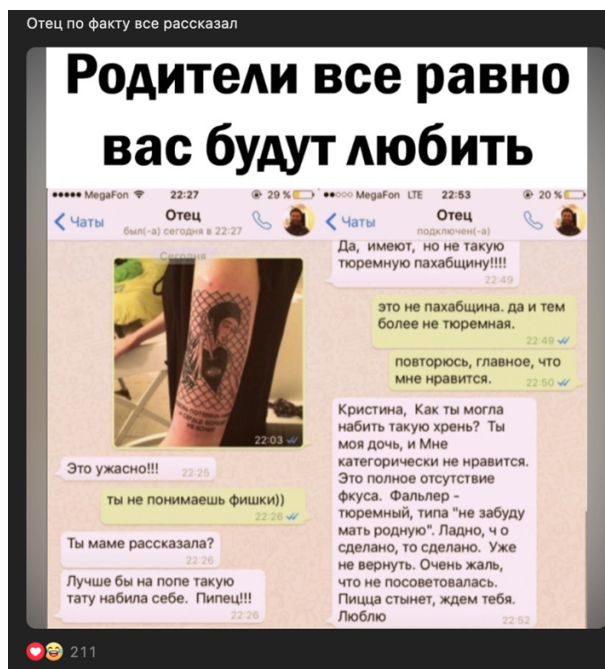 Отец по факту все рассказал
Родители все равно
вас будут любить
MegaFon 22:27 29 %
Чаты
Отец
был(-а) сегодня в 22:27
Сегодня
22:03
Это ужасно!!!
22:25
ты не понимаешь фишки))
22:26
Ты маме рассказала?
22:26
Лучше бы на попе такую
тату набила себе. Пипец!!!
22:26
MegaFon LTE 22:53 20 %
Чаты
Отец
подключен(-а)
Да, имеют, но не такую
тюремную пахабщину!!!!
22:49
это не пахабщина. да и тем
более не тюремная.
22:49
повторюсь, главное, что
мне нравится.
22:50
Кристина, Как ты могла
набить такую хрень? Ты
моя дочь, и Мне
категорически не нравится.
Это полное отсутствие
фкуса. Фальлер -
тюремный, типа "не забуду
мать родную". Ладно, ч о
сделано, то сделано. Уже
не вернуть. Очень жаль,
что не посоветовалась.
Пицца стынет, ждем тебя.
Люблю
22:52
211